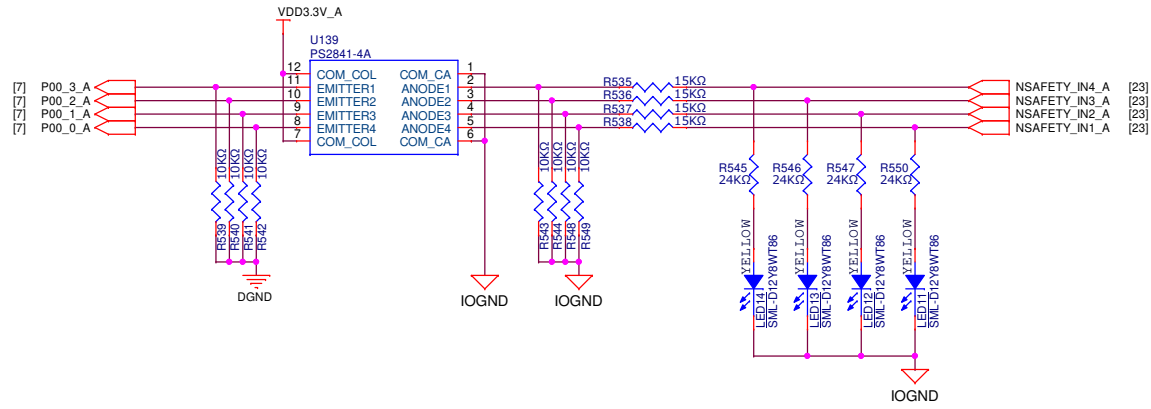 VDD3.3V_A
U139
PS2841-4A
12 COM_COL COM_CA 1
11 EMITTER1 ANODE1 2
10 EMITTER2 ANODE2 3
9 EMITTER3 ANODE3 4
8 EMITTER4 ANODE4 5
7 COM_COL COM_CA 6
[7] P00_3_A
[7] P00_2_A
[7] P00_1_A
[7] P00_0_A
R535 15KΩ
R536 15KΩ
R537 15KΩ
R538 15KΩ
NSAFETY_IN4_A [23]
NSAFETY_IN3_A [23]
NSAFETY_IN2_A [23]
NSAFETY_IN1_A [23]
R539 10KΩ
R540 10KΩ
R541 10KΩ
R542 10KΩ
DGND
IOGND
R543 10KΩ
R544 10KΩ
R548 10KΩ
R549 10KΩ
IOGND
R545
24KΩ
R546
24KΩ
R547
24KΩ
R550
24KΩ
YELLOW
LED14
SML-D12Y8WT86
YELLOW
LED13
SML-D12Y8WT86
YELLOW
LED12
SML-D12Y8WT86
YELLOW
LED11
SML-D12Y8WT86
IOGND